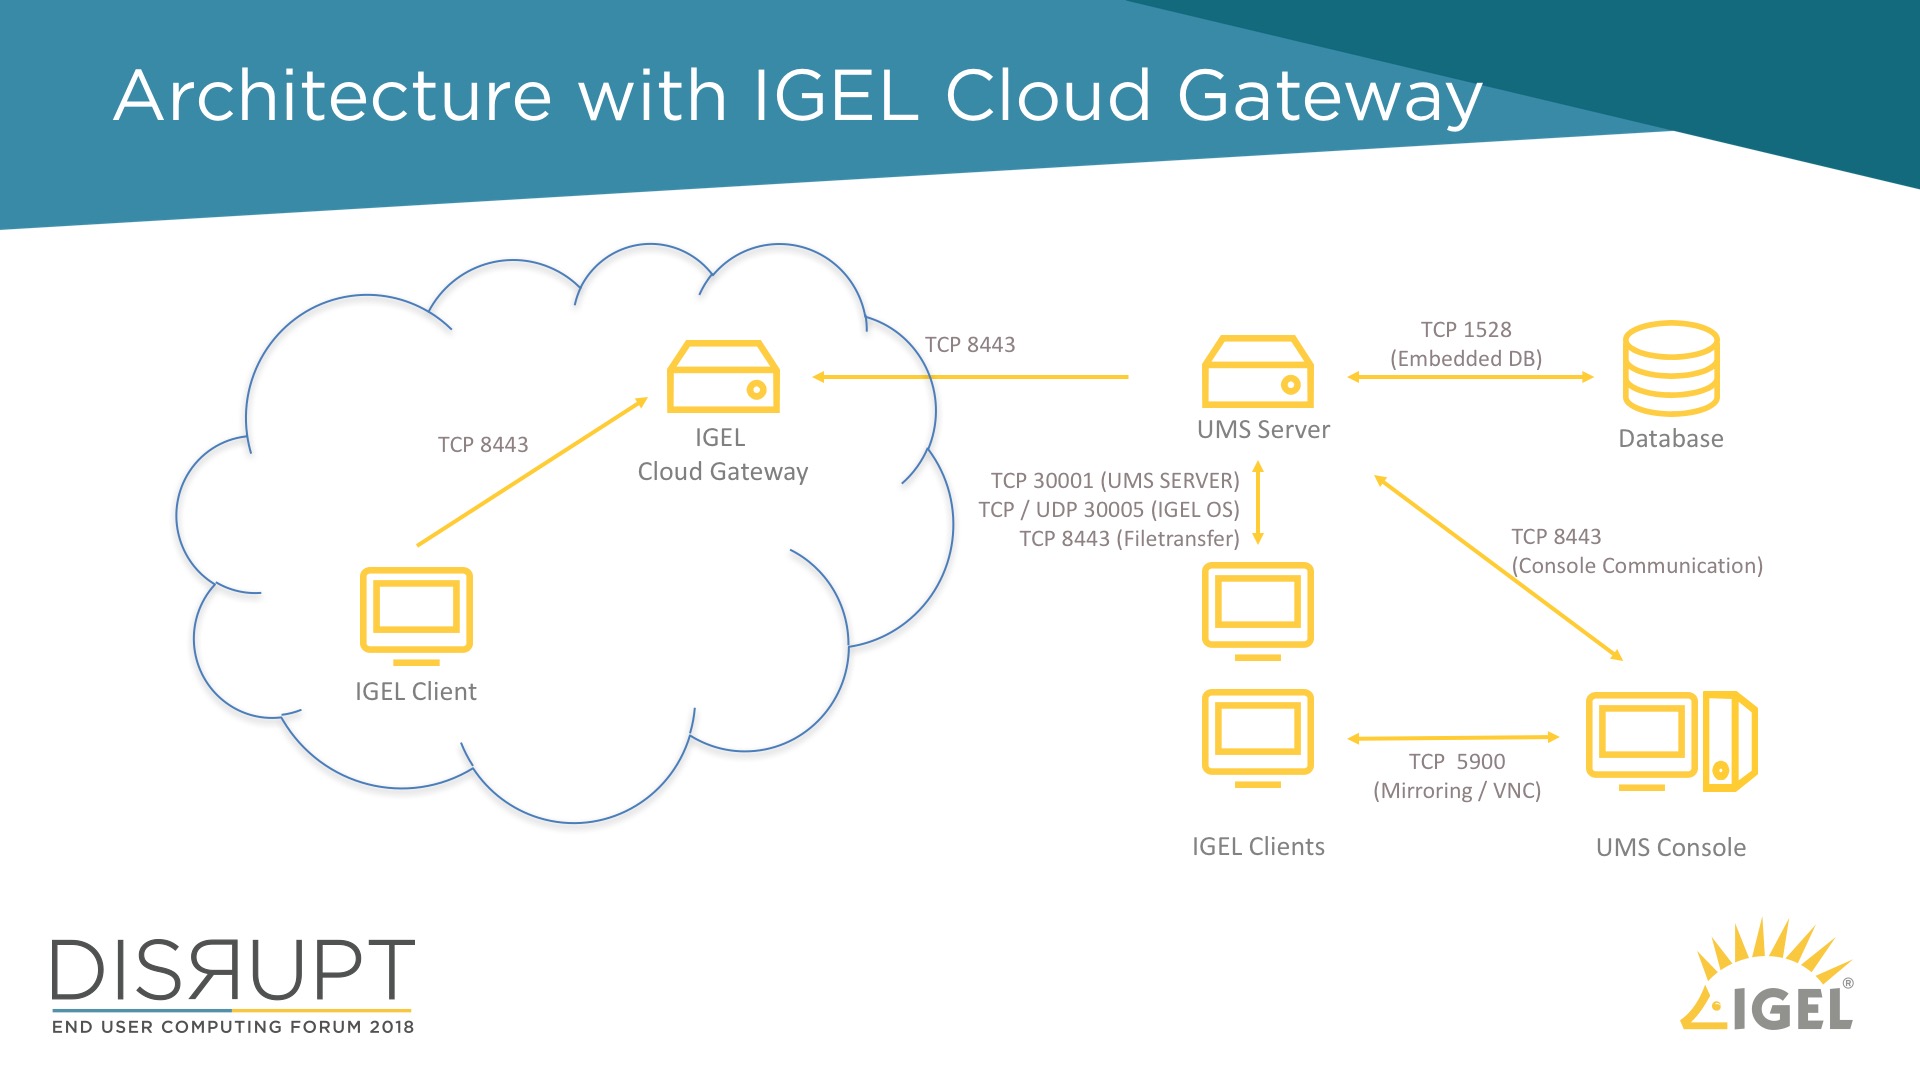 Architecture with IGEL Cloud Gateway
TCP 8443
IGEL
Cloud Gateway
TCP 8443
IGEL Client
UMS Server
TCP 1528
(Embedded DB)
Database
TCP 30001 (UMS SERVER)
TCP / UDP 30005 (IGEL OS)
TCP 8443 (Filetransfer)
TCP 8443
(Console Communication)
TCP  5900
(Mirroring / VNC)
IGEL Clients
UMS Console
DISRUPT
END USER COMPUTING FORUM 2018
IGEL®